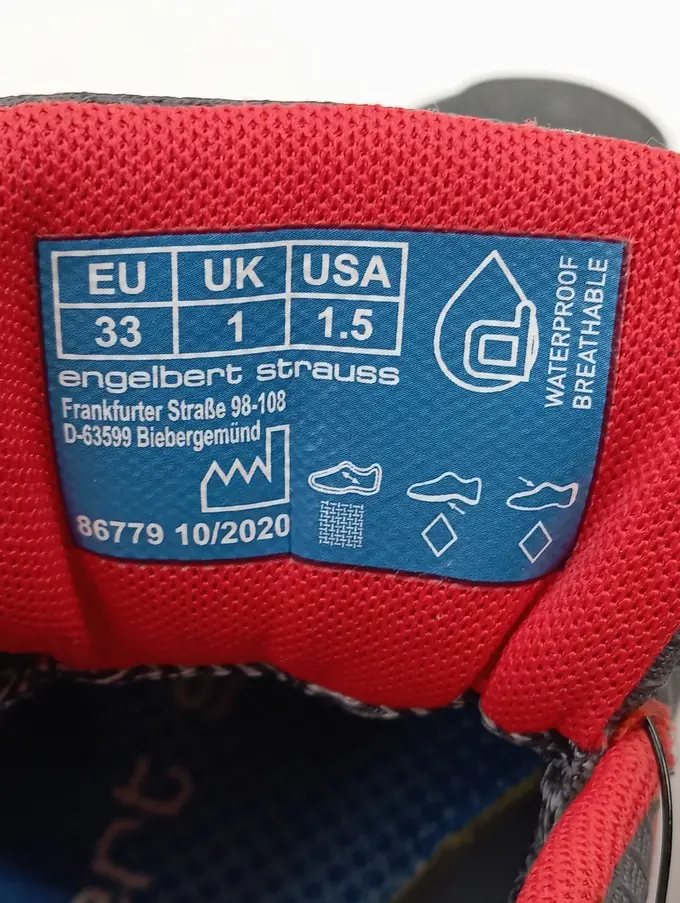 EU UK USA
33 1 1.5
engelbert strauss
Frankfurter Straße 98-108
D-63599 Biebergemünd
86779 10/2020
WATERPROOF
BREATHABLE